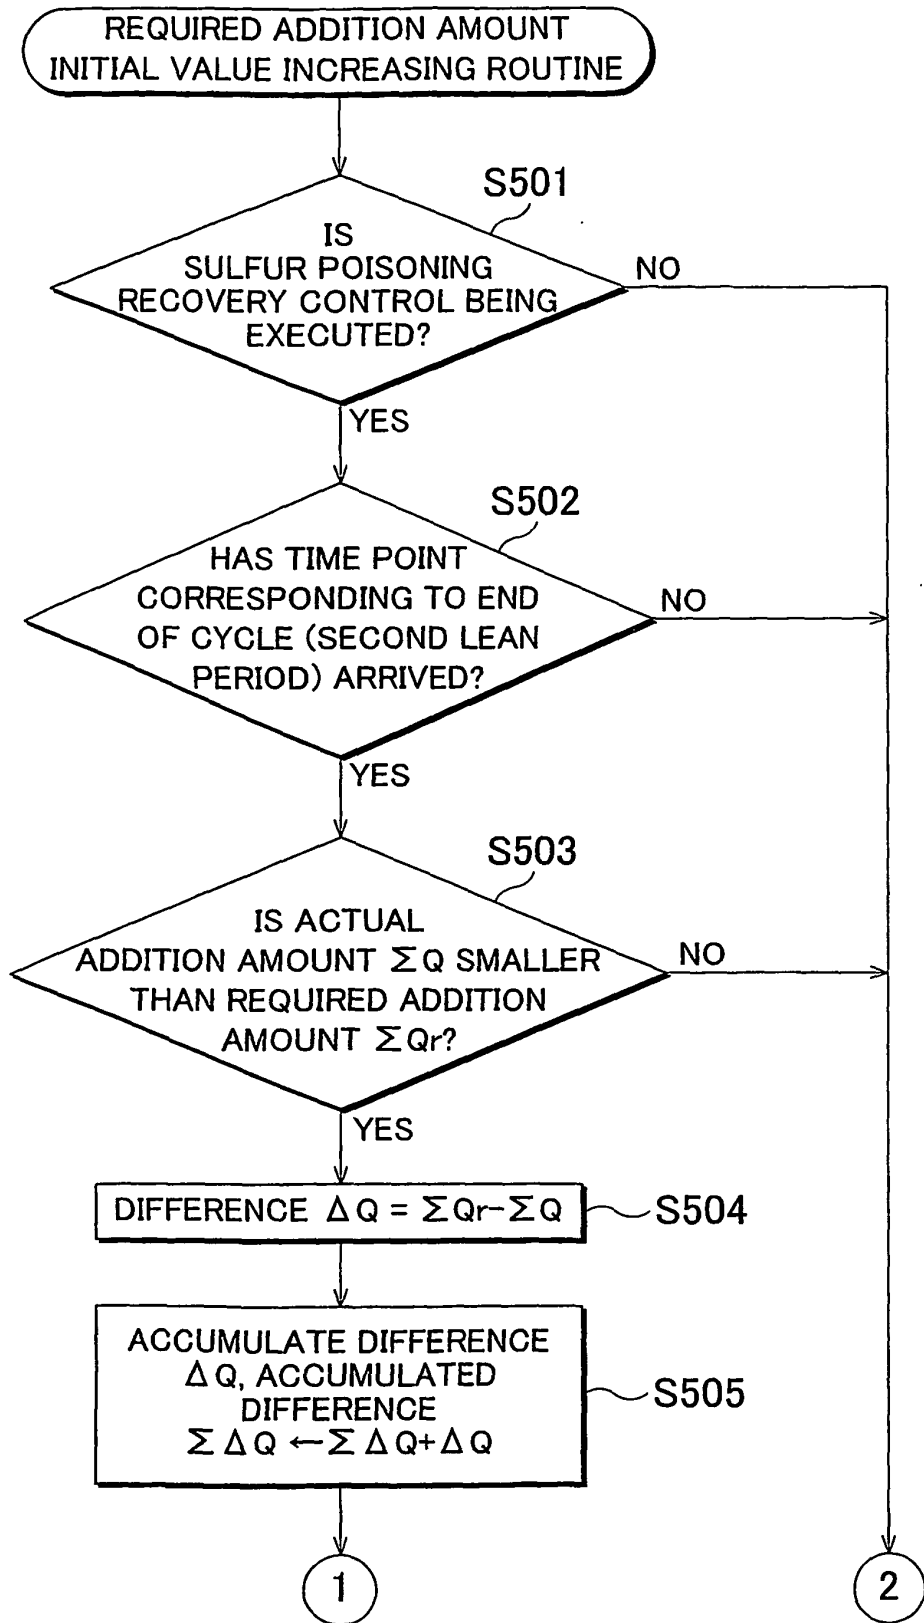 REQUIRED ADDITION AMOUNT
INITIAL VALUE INCREASING ROUTINE
S501
IS
SULFUR POISONING
RECOVERY CONTROL BEING
EXECUTED?
NO
YES
S502
HAS TIME POINT
CORRESPONDING TO END
OF CYCLE (SECOND LEAN
PERIOD) ARRIVED?
NO
YES
S503
IS ACTUAL
ADDITION AMOUNT ΣQ SMALLER
THAN REQUIRED ADDITION
AMOUNT ΣQr?
NO
YES
DIFFERENCE ΔQ = ΣQr-ΣQ
S504
ACCUMULATE DIFFERENCE
ΔQ, ACCUMULATED
DIFFERENCE
ΣΔQ←ΣΔQ+ΔQ
S505
1
2